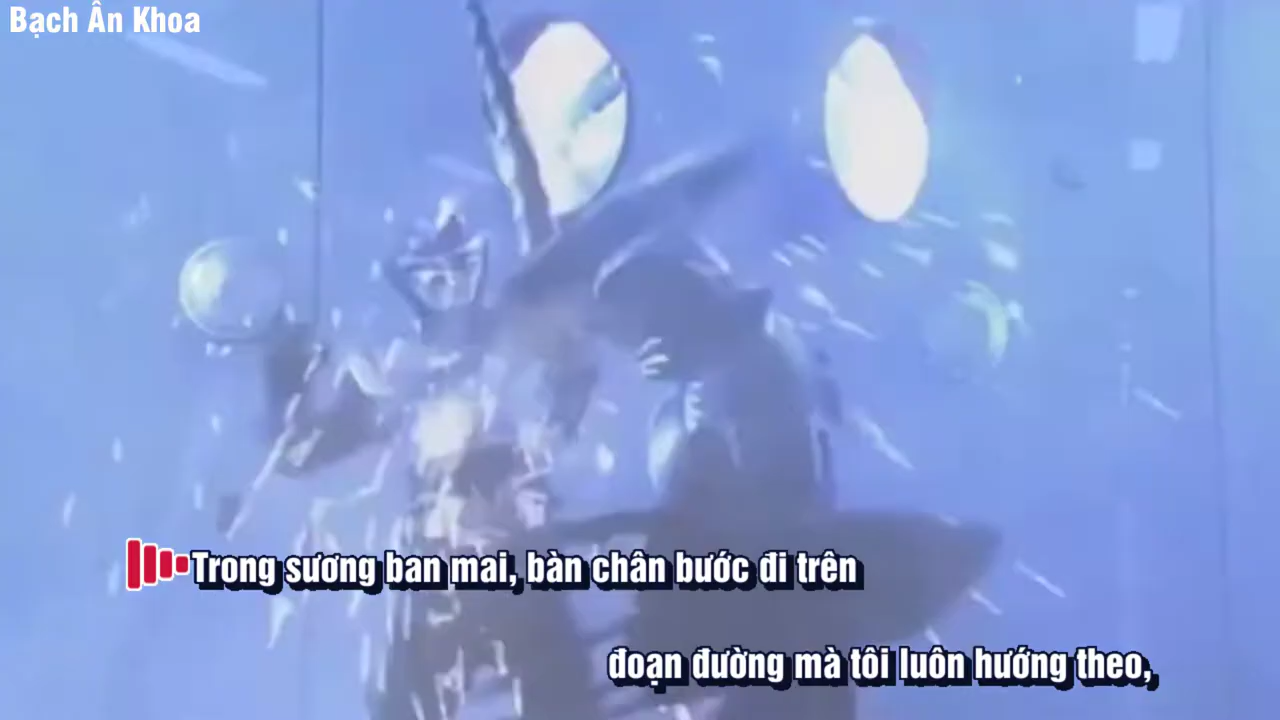 Bạch Ân Khoa
Trong sương ban mai, bàn chân bước đi trên
đoạn đường mà tôi luôn hướng theo,